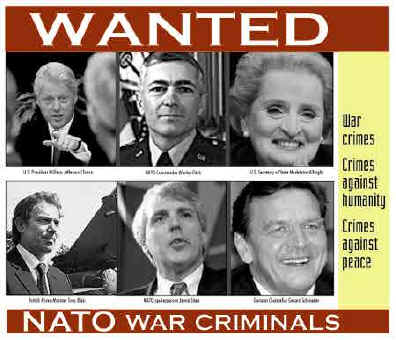 WANTED
U.S. President William Jefferson Clinton
NATO Commander Wesley Clark
U.S. Secretary of State Madeleine Albright
War
crimes
Crimes
against
humanity
Crimes
against
peace
British Prime Minister Tony Blair
NATO spokesperson Jamie Shea
German Chancellor Gerhard Schroeder
NATO WAR CRIMINALS